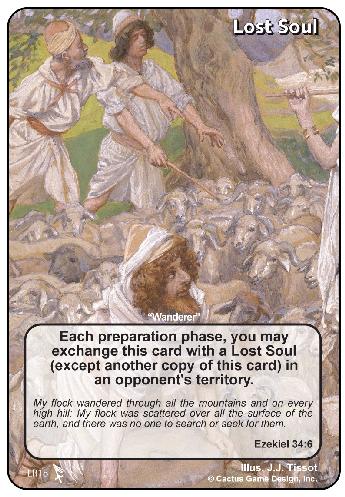 Lost Soul
"Wanderer"
Each preparation phase, you may
exchange this card with a Lost Soul
(except another copy of this card) in
an opponent's territory.
My flock wandered through all the mountains and on every
high hill; My flock was scattered over all the surface of the
earth, and there was no one to search or seek for them.
Ezekiel 34:6
Illus. J.J. Tissot
© Cactus Game Design, Inc.